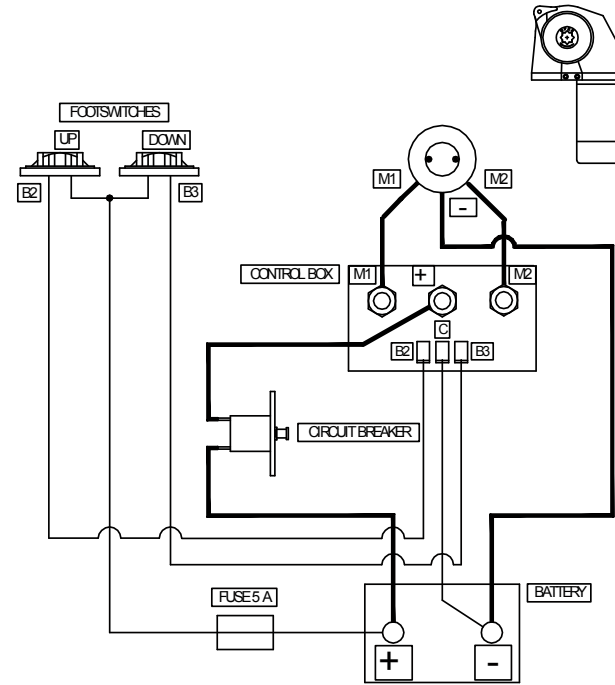 FOOTSWITCHES
UP
DOWN
B2
B3
M1
M2
-
CONTROL BOX
M1
+
M2
C
B2
B3
CIRCUIT BREAKER
FUSE 5 A
BATTERY
+
-